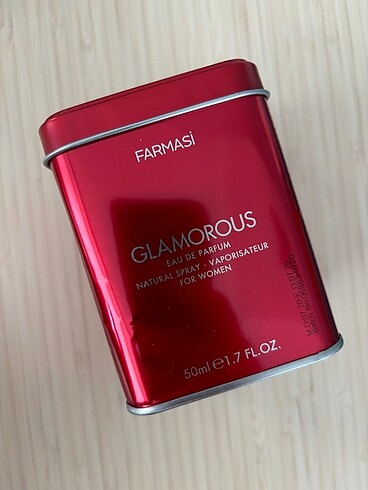 FARMASİ
GLAMOROUS
EAU DE PARFUM
NATURAL SPRAY - VAPORISATEUR
FOR WOMEN
50ml℮1.7 FL.OZ.